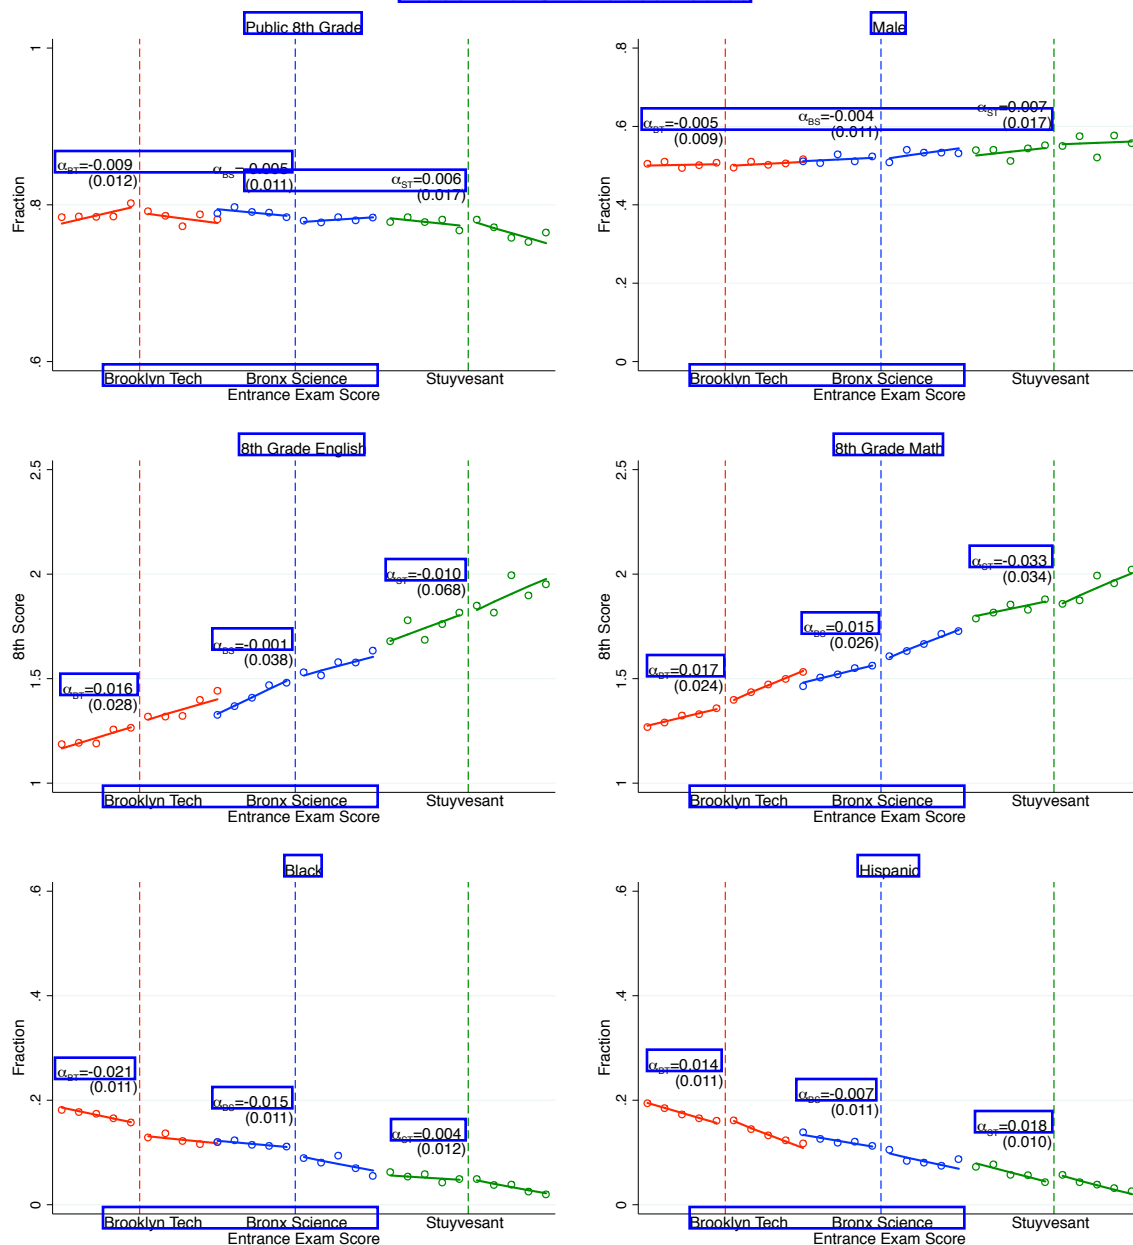 Public 8th Grade
Fraction
1
.8
.6
α_BT=-0.009
(0.012)
α_BS=-0.005
(0.011)
α_ST=-0.006
(0.017)
Brooklyn Tech Bronx Science Stuyvesant
Entrance Exam Score
Male
Fraction
.8
.6
.4
.2
0
α_BT=-0.005
(0.009)
α_BS=-0.004
(0.011)
α_ST=0.007
(0.017)
Brooklyn Tech Bronx Science Stuyvesant
Entrance Exam Score
8th Grade English
8th Score
2.5
2
1.5
1
α_BT=0.016
(0.028)
α_BS=-0.001
(0.038)
α_ST=-0.010
(0.068)
Brooklyn Tech Bronx Science Stuyvesant
Entrance Exam Score
8th Grade Math
8th Score
2.5
2
1.5
1
α_BT=0.017
(0.024)
α_BS=0.015
(0.026)
α_ST=-0.033
(0.034)
Brooklyn Tech Bronx Science Stuyvesant
Entrance Exam Score
Black
Fraction
.6
.4
.2
0
α_BT=-0.021
(0.011)
α_BS=-0.015
(0.011)
α_ST=0.004
(0.012)
Brooklyn Tech Bronx Science Stuyvesant
Entrance Exam Score
Hispanic
Fraction
.6
.4
.2
0
α_BT=0.014
(0.011)
α_BS=-0.007
(0.011)
α_ST=0.018
(0.010)
Brooklyn Tech Bronx Science Stuyvesant
Entrance Exam Score